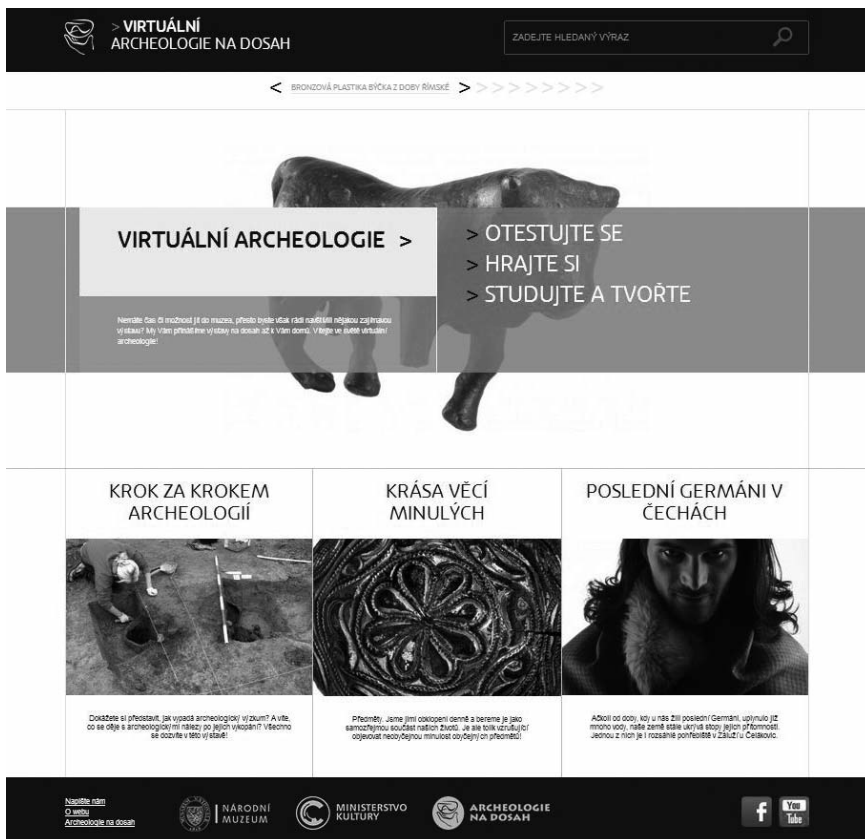 > VIRTUÁLNÍ
ARCHEOLOGIE NA DOSAH
ZADEJTE HLEDANÝ VÝRAZ
< BRONZOVÁ PLASTIKA BÝČKA Z DOBY ŘÍMSKÉ > > > > > > > > >
VIRTUÁLNÍ ARCHEOLOGIE >
Nemáte čas či možnost jít do muzea, přesto byste však rádi navštívili nějakou zajímavou
výstavu? My Vám přinášíme výstavy na dosah až k Vám domů. Vítejte ve světě virtuální
archeologie!
> OTESTUJTE SE
> HRAJTE SI
> STUDUJTE A TVOŘTE
KROK ZA KROKEM
ARCHEOLOGIÍ
Dokážete si představit, jak vypadá archeologický výzkum? A víte,
co se děje s archeologickými nálezy po jejich vykopání? Všechno
se dozvíte v této výstavě!
KRÁSA VĚCÍ
MINULÝCH
Předměty. Jsme jimi obklopeni denně a bereme je jako
samozřejmou součást našich životů. Je ale tolik vzrušující
objevovat neobyčejnou minulost obyčejných předmětů!
POSLEDNÍ GERMÁNI V
ČECHÁCH
Ačkoli od doby, kdy u nás žili poslední Germáni, uplynulo již
mnoho vody, naše země stále ukrývá stopy jejich přítomnosti.
Jednou z nich je i rozsáhlé pohřebiště v Záluží u Čelákovic.
Napište nám
O webu
Archeologie na dosah
NÁRODNÍ
MUZEUM
MINISTERSTVO
KULTURY
ARCHEOLOGIE
NA DOSAH
f
You
Tube